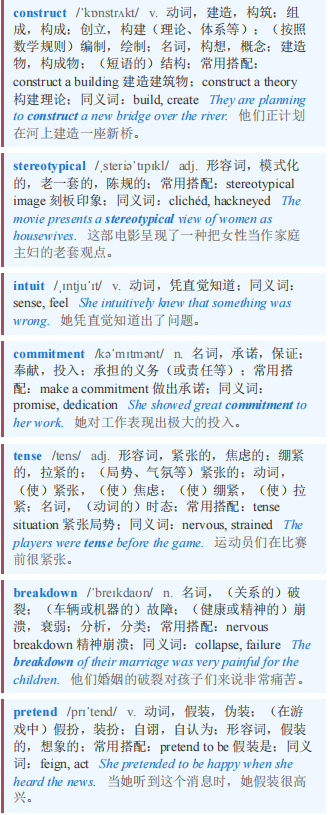 construct /ˈkɒnstrʌkt/ v. 动词，建造，构筑；组
成，构成；创立，构建（理论、体系等）；（按照
数学规则）编制，绘制；名词，构想，概念；建造
物，构成物；（短语的）结构；常用搭配：
construct a building 建造建筑物；construct a theory
构建理论；同义词：build, create They are planning
to construct a new bridge over the river. 他们正计划
在河上建造一座新桥。
stereotypical /ˌsteriəˈtɪpɪkl/ adj. 形容词，模式化
的，老一套的，陈规的；常用搭配：stereotypical
image 刻板印象；同义词：clichéd, hackneyed The
movie presents a stereotypical view of women as
housewives. 这部电影呈现了一种把女性当作家庭
主妇的老套观点。
intuit /ˌɪntjuˈɪt/ v. 动词，凭直觉知道；同义词：
sense, feel She intuitively knew that something was
wrong. 她凭直觉知道出了问题。
commitment /kəˈmɪtmənt/ n. 名词，承诺，保证；
奉献，投入；承担的义务（或责任等）；常用搭
配：make a commitment 做出承诺；同义词：
promise, dedication She showed great commitment to
her work. 她对工作表现出极大的投入。
tense /tens/ adj. 形容词，紧张的，焦虑的；绷紧
的，拉紧的；（局势、气氛等）紧张的；动词，
（使）紧张，（使）焦虑；（使）绷紧，（使）拉
紧；名词，（动词的）时态；常用搭配：tense
situation 紧张局势；同义词：nervous, strained The
players were tense before the game. 运动员们在比赛
前很紧张。
breakdown /ˈbreɪkdaʊn/ n. 名词，（关系的）破
裂；（车辆或机器的）故障；（健康或精神的）崩
溃，衰弱；分析，分类；常用搭配：nervous
breakdown 精神崩溃；同义词：collapse, failure The
breakdown of their marriage was very painful for the
children. 他们婚姻的破裂对孩子们来说非常痛苦。
pretend /prɪˈtend/ v. 动词，假装，伪装；（在游
戏中）假扮，装扮；自诩，自认为；形容词，假装
的，想象的；常用搭配：pretend to be 假装是；同义
词：feign, act She pretended to be happy when she
heard the news. 当她听到这个消息时，她假装很高
兴。